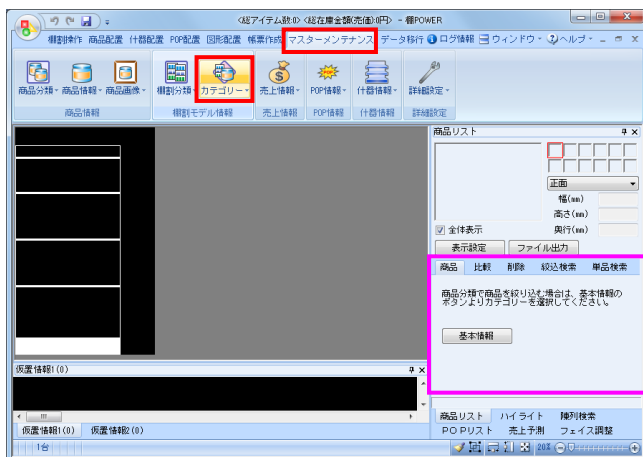 <総アイテム数:0> <総在庫金額(売価):0円> - 棚POWER
棚割操作 商品配置 什器配置 POP配置 図形配置 帳票作成 マスターメンテナンス データ移行 ログ情報 ウィンドウ ヘルプ
商品分類 商品情報 商品画像 棚割分類 カテゴリー 売上情報 POP情報 什器情報 詳細設定
商品情報 棚割モデル情報 売上情報 POP情報 什器情報 詳細設定
商品リスト
正面
幅(mm)
高さ(mm)
全体表示 奥行(mm)
表示設定 ファイル出力
商品 比較 削除 絞込検索 単品検索
商品分類で商品を絞り込む場合は、基本情報の
ボタンよりカテゴリーを選択してください。
基本情報
仮置情報1(0)
仮置情報1(0) 仮置情報2(0)
商品リスト ハイライト 陳列検索
POPリスト 売上予測 フェイス調整
1台 20%